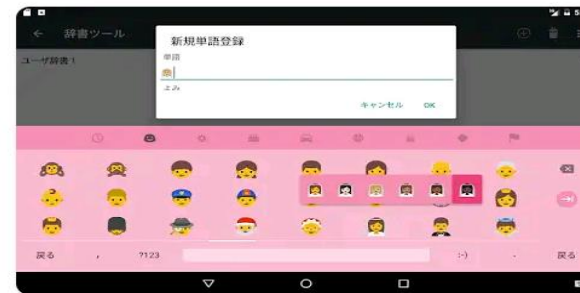 辞書ツール
ユーザ辞書1
新規単語登録
単語
よみ
キャンセル OK
戻る , ?123 :-) . 戻る